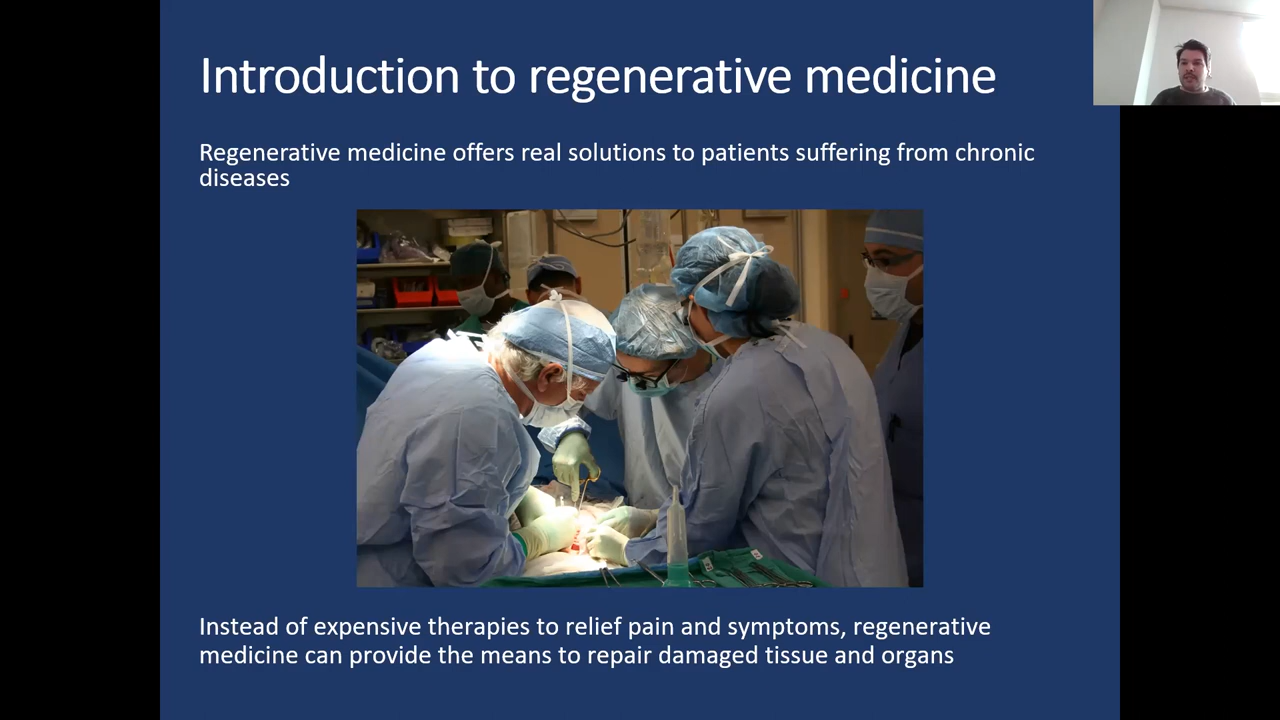 Introduction to regenerative medicine
Regenerative medicine offers real solutions to patients suffering from chronic
diseases
Instead of expensive therapies to relief pain and symptoms, regenerative
medicine can provide the means to repair damaged tissue and organs